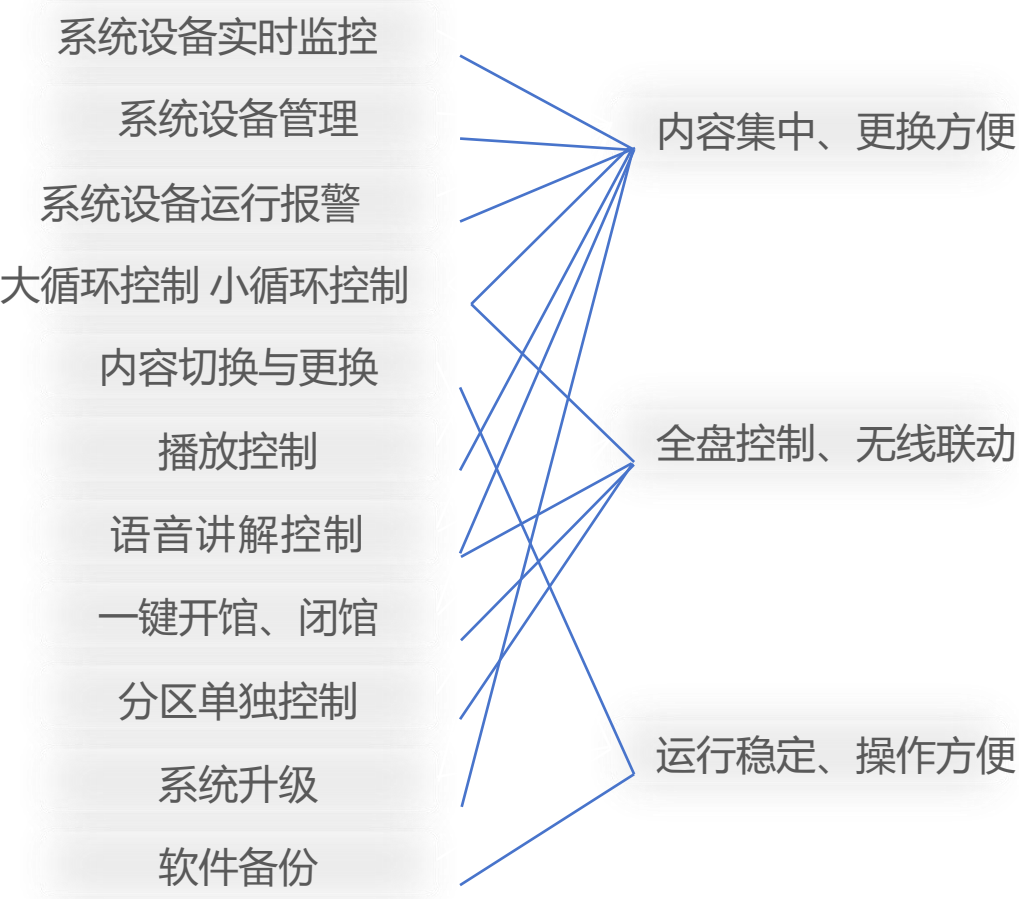 系统设备实时监控
系统设备管理
系统设备运行报警
大循环控制 小循环控制
内容切换与更换
播放控制
语音讲解控制
一键开馆、闭馆
分区单独控制
系统升级
软件备份
内容集中、更换方便
全盘控制、无线联动
运行稳定、操作方便